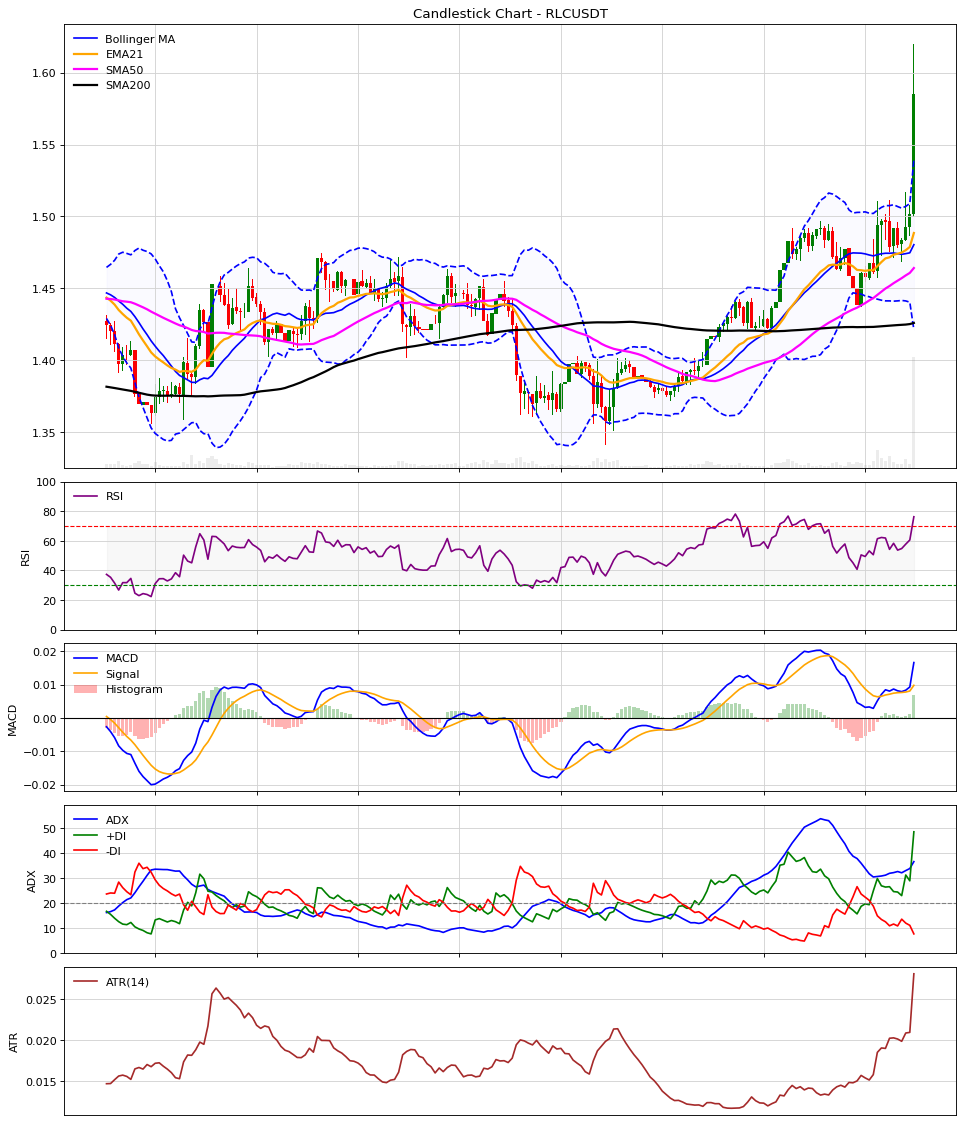 Candlestick Chart - RLCUSDT
Bollinger MA
EMA21
SMA50
SMA200
1.60
1.55
1.50
1.45
1.40
1.35
RSI
100
80
60
40
20
0
RSI
MACD
Signal
Histogram
0.02
0.01
0.00
−0.01
−0.02
MACD
ADX
+DI
-DI
50
40
30
20
10
0
ADX
ATR(14)
0.025
0.020
0.015
ATR